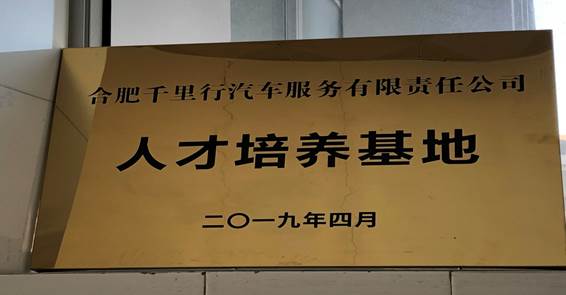 合肥千里行汽车服务有限责任公司
人才培养基地
二〇一九年四月